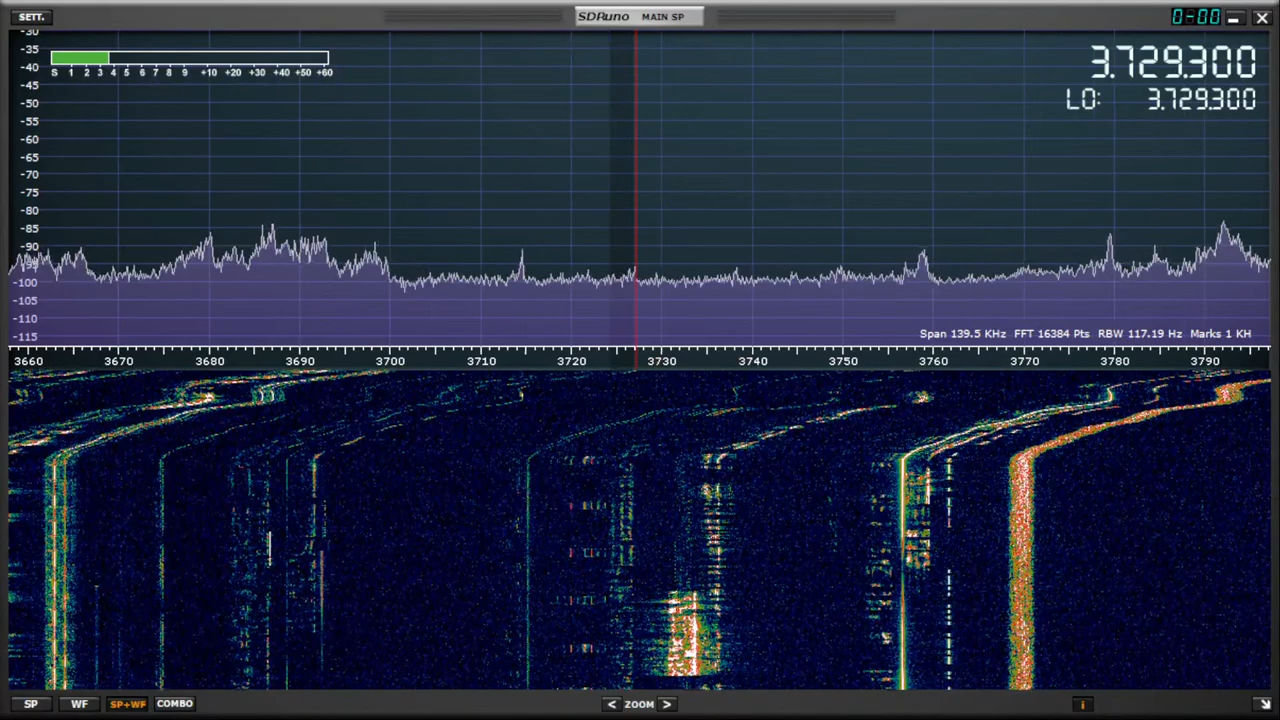 SETT.
SDRuno MAIN SP
0-00
-30
-35
-40
-45
-50
-55
-60
-65
-70
-75
-80
-85
-90
-95
-100
-105
-110
-115
S 1 2 3 4 5 6 7 8 9 +10 +20 +30 +40 +50 +60
3.729.300
LO: 3.729.300
Span 139.5 KHz FFT 16384 Pts RBW 117.19 Hz Marks 1 KH
3660 3670 3680 3690 3700 3710 3720 3730 3740 3750 3760 3770 3780 3790
SP WF SP+WF COMBO < ZOOM > i